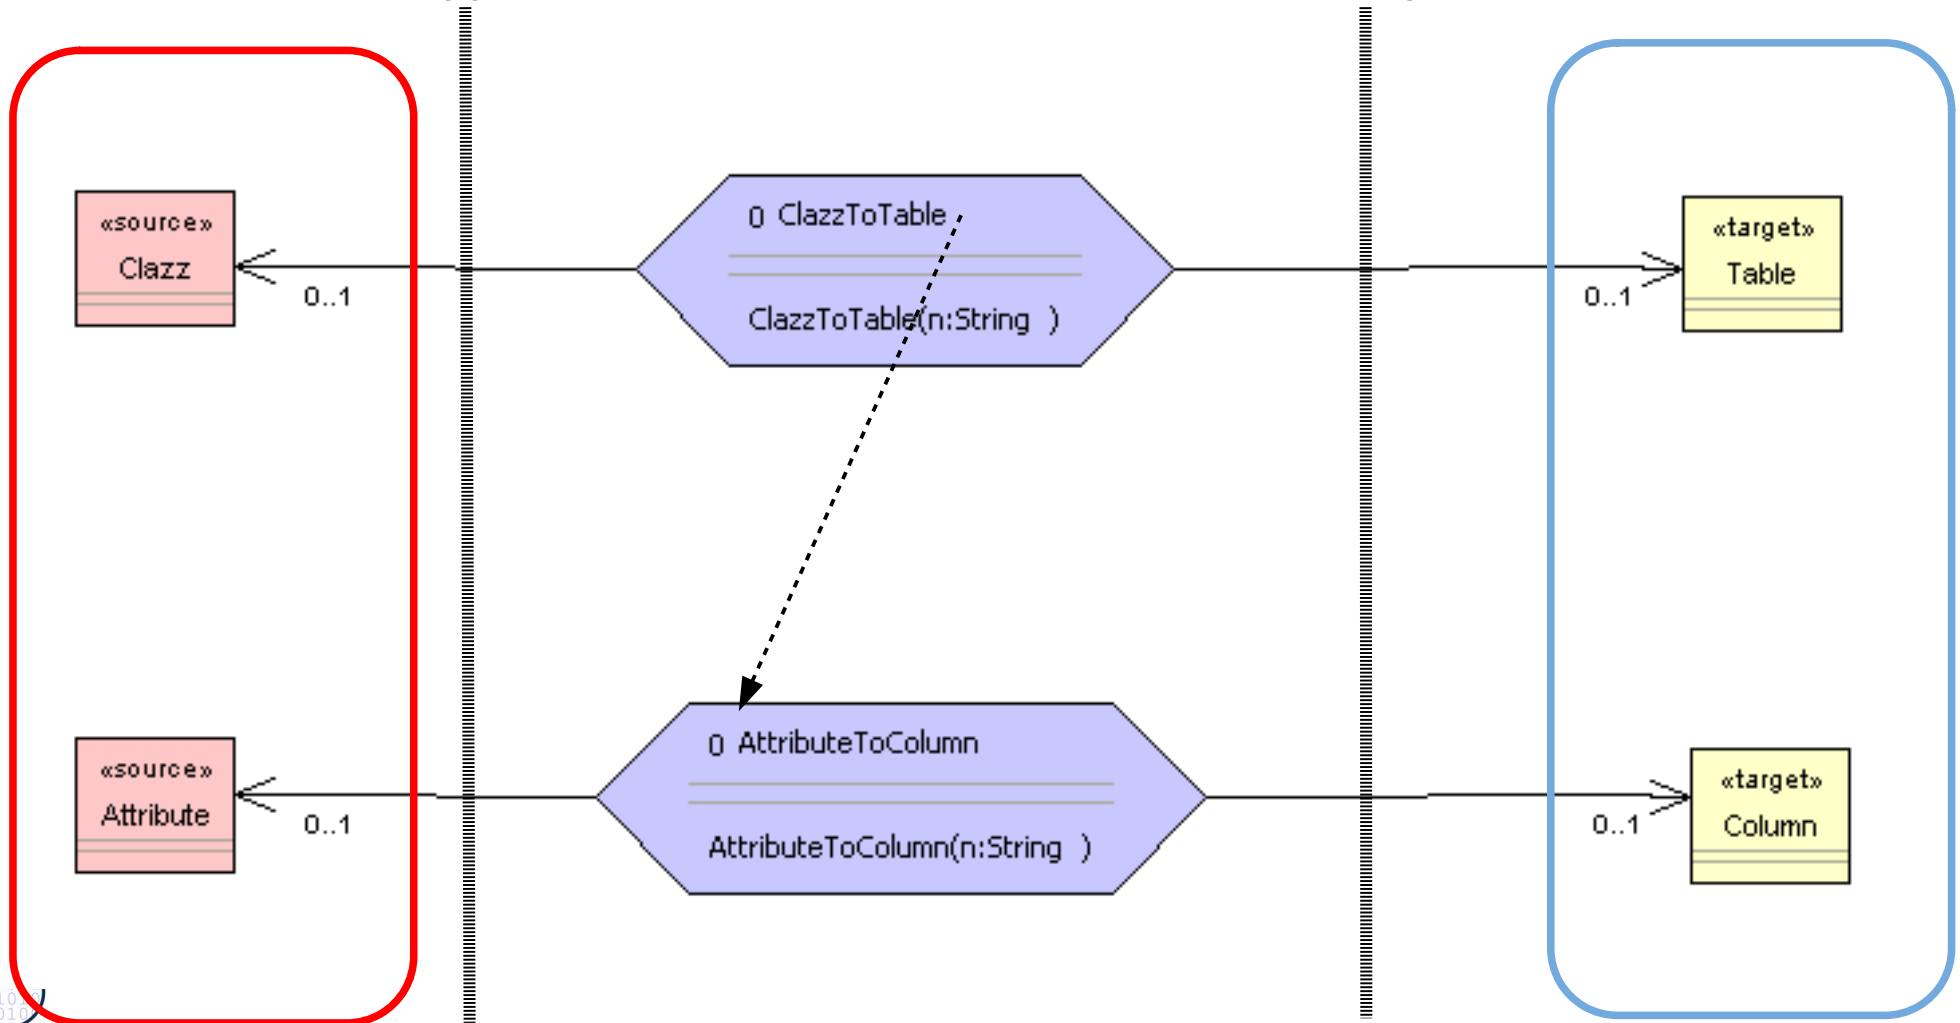 «source»
Clazz
0..1
0 ClazzToTable
ClazzToTable(n:String )
«target»
Table
0..1
«source»
Attribute
0..1
0 AttributeToColumn
AttributeToColumn(n:String )
«target»
Column
0..1